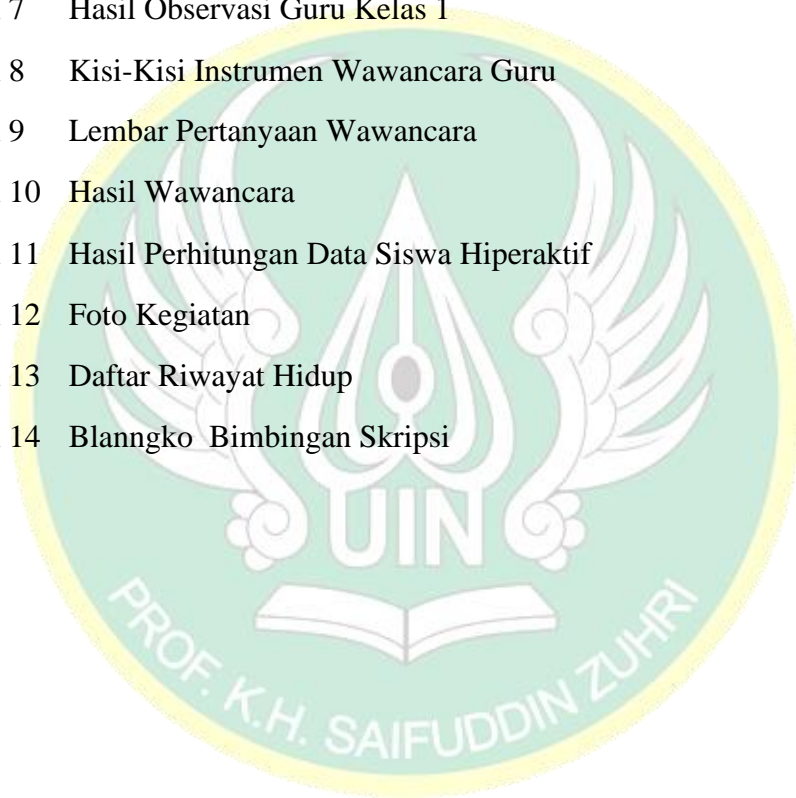 7 Hasil Observasi Guru Kelas 1
8 Kisi-Kisi Instrumen Wawancara Guru
9 Lembar Pertanyaan Wawancara
10 Hasil Wawancara
11 Hasil Perhitungan Data Siswa Hiperaktif
12 Foto Kegiatan
13 Daftar Riwayat Hidup
14 Blanngko Bimbingan Skripsi
UIN
PROF. K.H. SAIFUDDIN ZUHRI